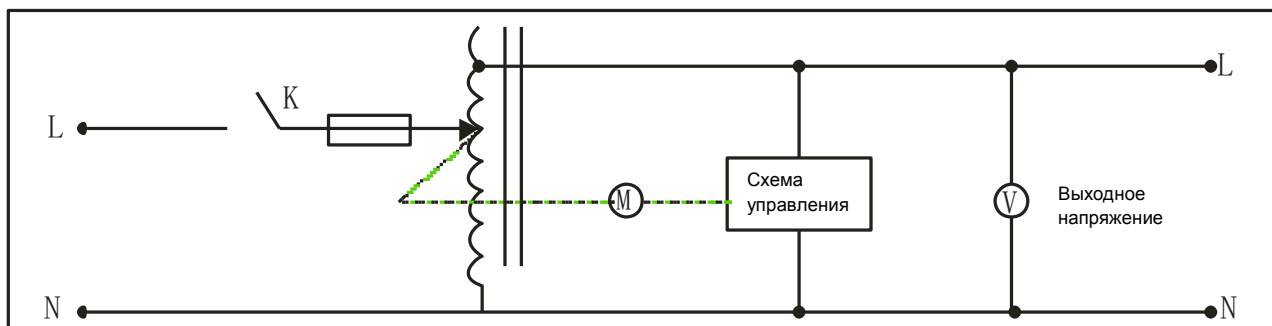 L
K
L
Схема
управления
M
V
Выходное
напряжение
N
N